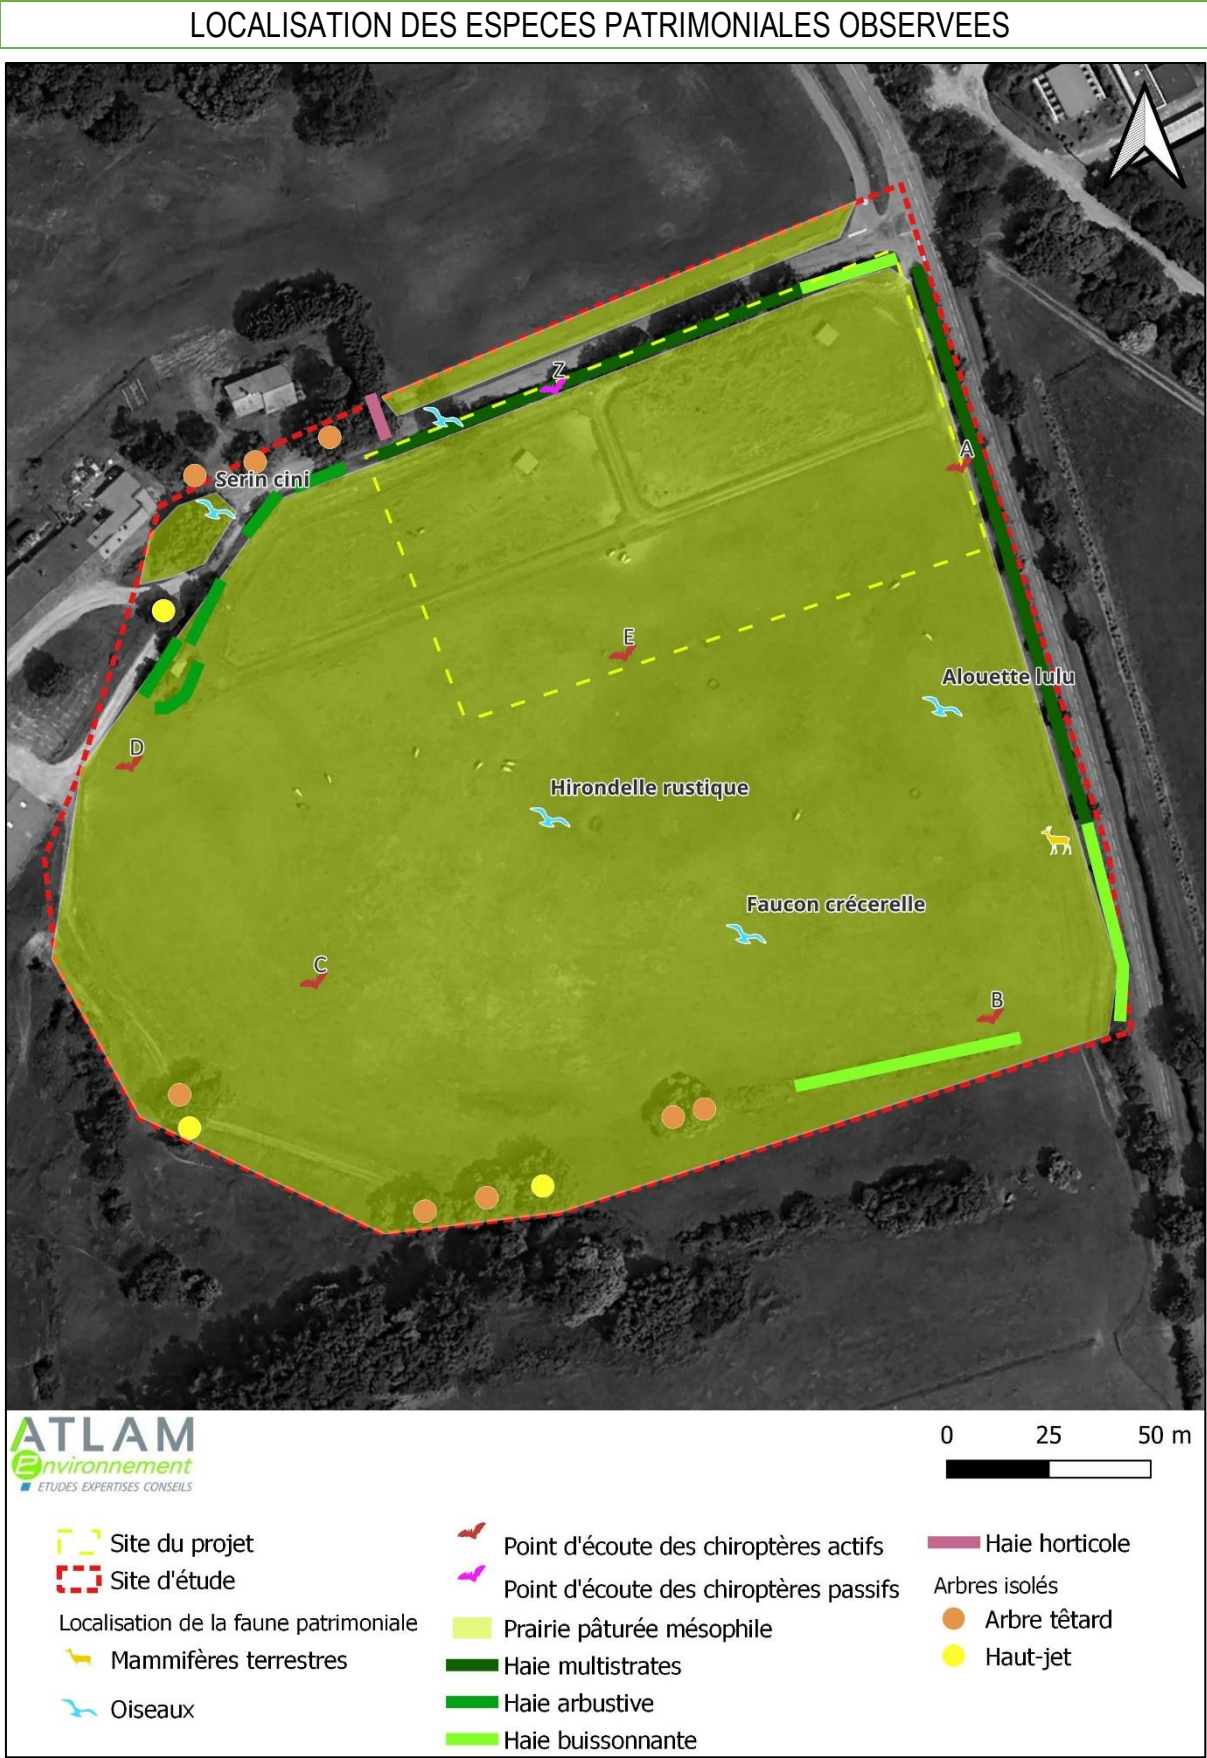 LOCALISATION DES ESPECES PATRIMONIALES OBSERVEES
Z
A
Serin cini
E
Alouette lulu
D
Hirondelle rustique
Faucon crécerelle
C
B
ATLAM
Environnement
ETUDES EXPERTISES CONSEILS
0 25 50 m
Site du projet
Site d'étude
Localisation de la faune patrimoniale
Mammifères terrestres
Oiseaux
Point d'écoute des chiroptères actifs
Point d'écoute des chiroptères passifs
Prairie pâturée mésophile
Haie multistrates
Haie arbustive
Haie buissonnante
Haie horticole
Arbres isolés
Arbre têtard
Haut-jet